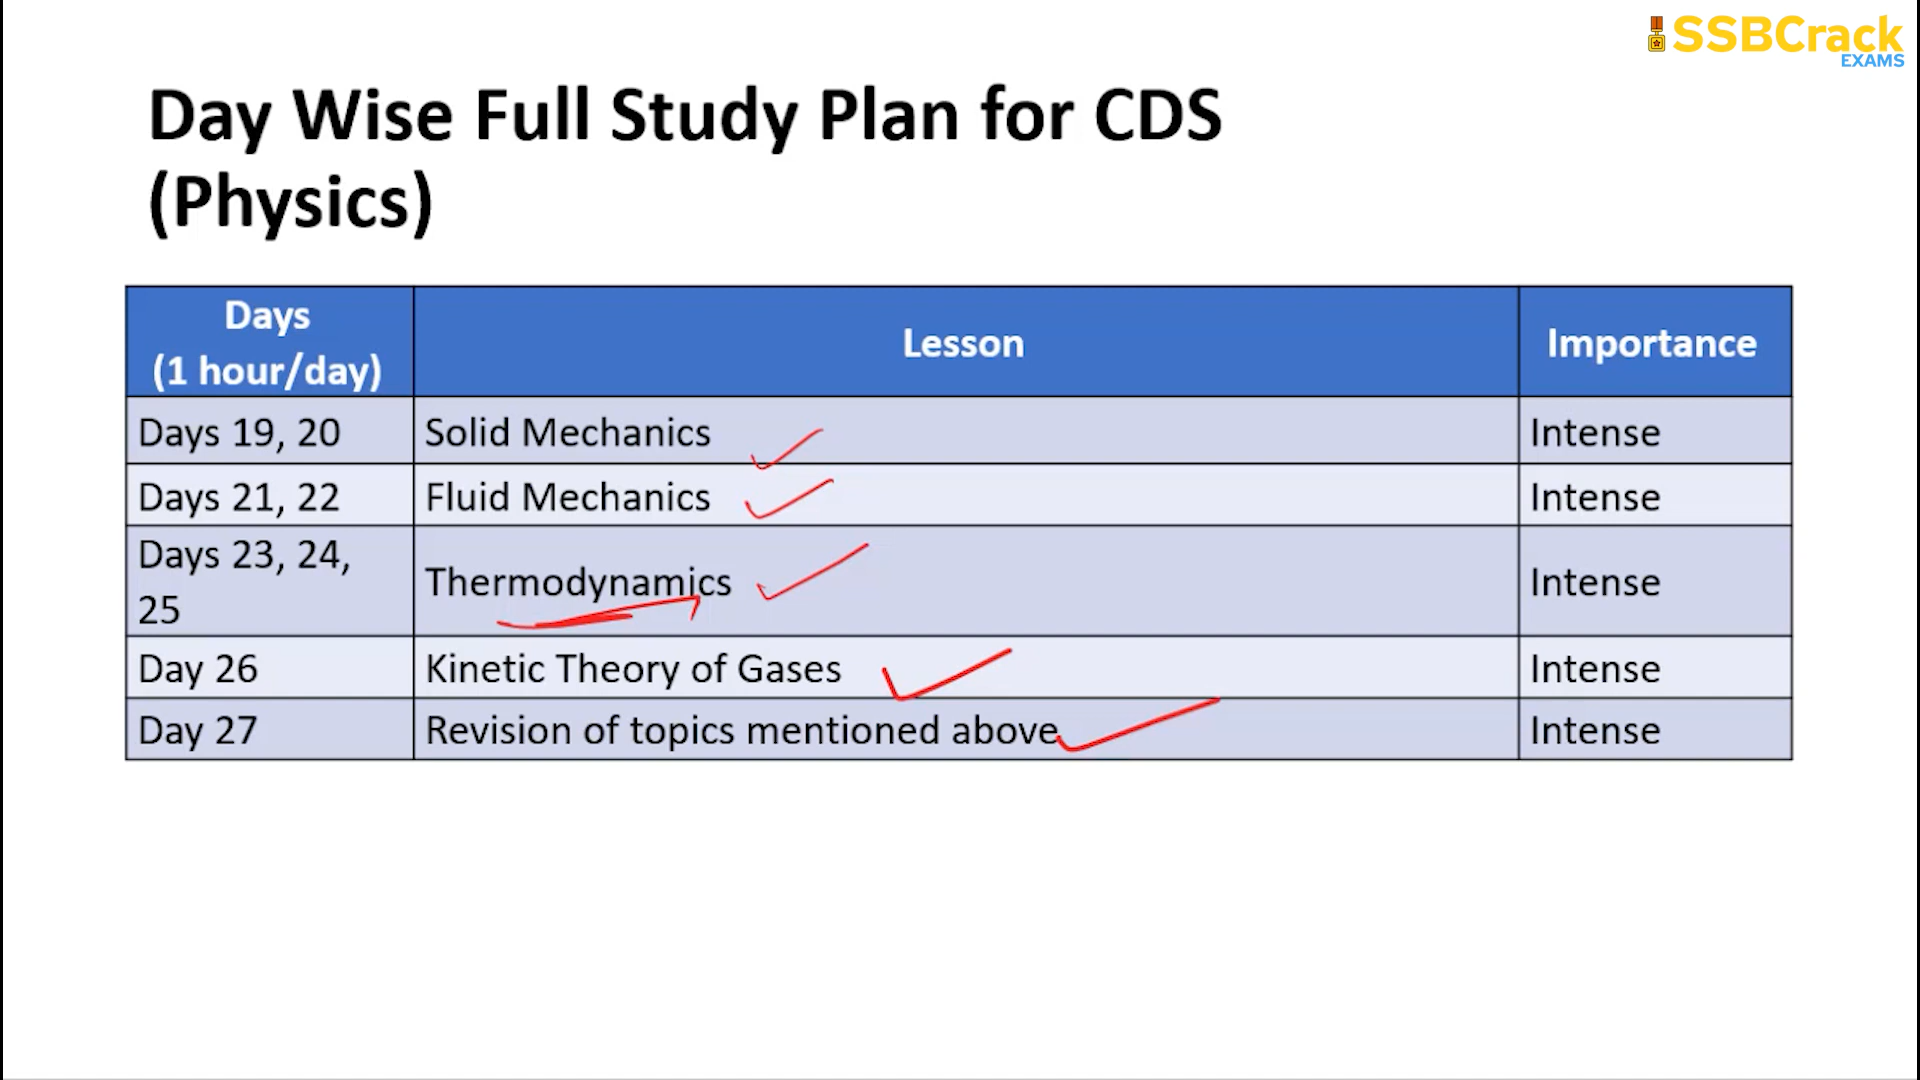 SSBCrack
EXAMS
Day Wise Full Study Plan for CDS
(Physics)
Days
(1 hour/day)
Lesson
Importance
Days 19, 20
Solid Mechanics
Intense
Days 21, 22
Fluid Mechanics
Intense
Days 23, 24,
25
Thermodynamics
Intense
Day 26
Kinetic Theory of Gases
Intense
Day 27
Revision of topics mentioned above
Intense